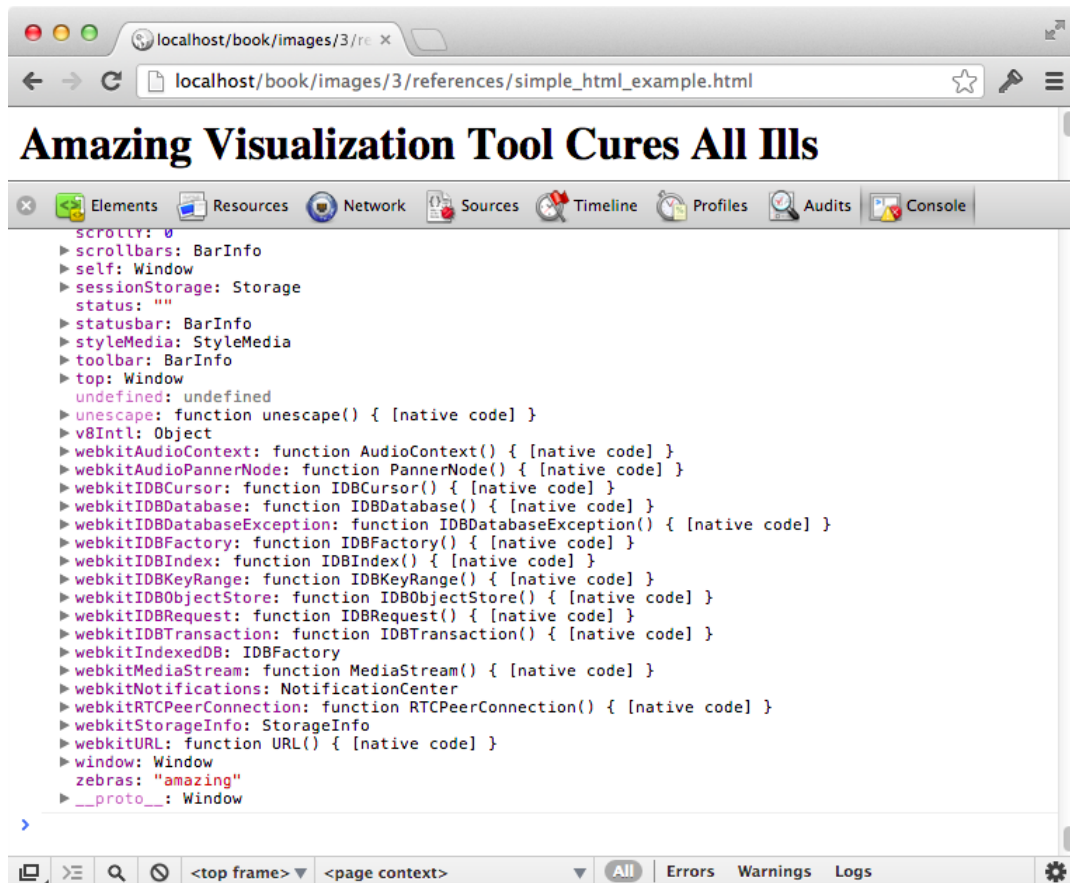 localhost/book/images/3/re
localhost/book/images/3/references/simple_html_example.html
Amazing Visualization Tool Cures All Ills
Elements Resources Network Sources Timeline Profiles Audits Console
scrollY: 0
scrollbars: BarInfo
self: Window
sessionStorage: Storage
status: ""
statusbar: BarInfo
styleMedia: StyleMedia
toolbar: BarInfo
top: Window
undefined: undefined
unescape: function unescape() { [native code] }
v8Intl: Object
webkitAudioContext: function AudioContext() { [native code] }
webkitAudioPannerNode: function PannerNode() { [native code] }
webkitIDBCursor: function IDBCursor() { [native code] }
webkitIDBDatabase: function IDBDatabase() { [native code] }
webkitIDBDatabaseException: function IDBDatabaseException() { [native code] }
webkitIDBFactory: function IDBFactory() { [native code] }
webkitIDBIndex: function IDBIndex() { [native code] }
webkitIDBKeyRange: function IDBKeyRange() { [native code] }
webkitIDBObjectStore: function IDBObjectStore() { [native code] }
webkitIDBRequest: function IDBRequest() { [native code] }
webkitIDBTransaction: function IDBTransaction() { [native code] }
webkitIndexedDB: IDBFactory
webkitMediaStream: function MediaStream() { [native code] }
webkitNotifications: NotificationCenter
webkitRTCPeerConnection: function RTCPeerConnection() { [native code] }
webkitStorageInfo: StorageInfo
webkitURL: function URL() { [native code] }
window: Window
zebras: "amazing"
__proto__: Window
<top frame> <page context> All Errors Warnings Logs